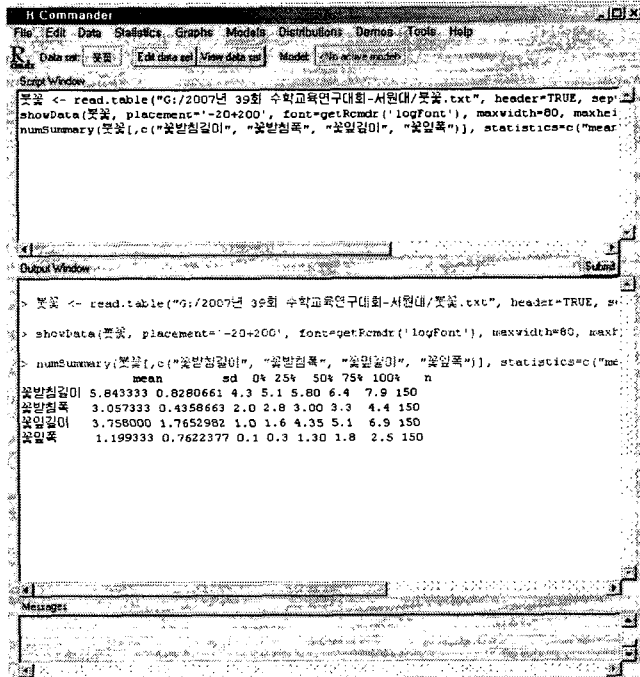 R Commander
File Edit Data Statistics Graphs Models Distributions Demos Tools Help
Data set: 붓꽃 Edit data set View data set Model: <No active model>
Script Window
붓꽃 <- read.table("G:/2007년 39회 수학교육연구대회-서원대/붓꽃.txt", header=TRUE, sep
showData(붓꽃, placement='-20+200', font=getRcmdr('logFont'), maxwidth=80, maxhei
numSummary(붓꽃[,c("꽃받침길이", "꽃받침폭", "꽃잎길이", "꽃잎폭")], statistics=c("mean
Output Window Submit
> 붓꽃 <- read.table("G:/2007년 39회 수학교육연구대회-서원대/붓꽃.txt", header=TRUE, se
> showData(붓꽃, placement='-20+200', font=getRcmdr('logFont'), maxwidth=80, maxh
> numSummary(붓꽃[,c("꽃받침길이", "꽃받침폭", "꽃잎길이", "꽃잎폭")], statistics=c("me
mean sd 0% 25% 50% 75% 100% n
꽃받침길이 5.843333 0.8280661 4.3 5.1 5.80 6.4 7.9 150
꽃받침폭 3.057333 0.4358663 2.0 2.8 3.00 3.3 4.4 150
꽃잎길이 3.758000 1.7652982 1.0 1.6 4.35 5.1 6.9 150
꽃잎폭 1.199333 0.7622377 0.1 0.3 1.30 1.8 2.5 150
Messages